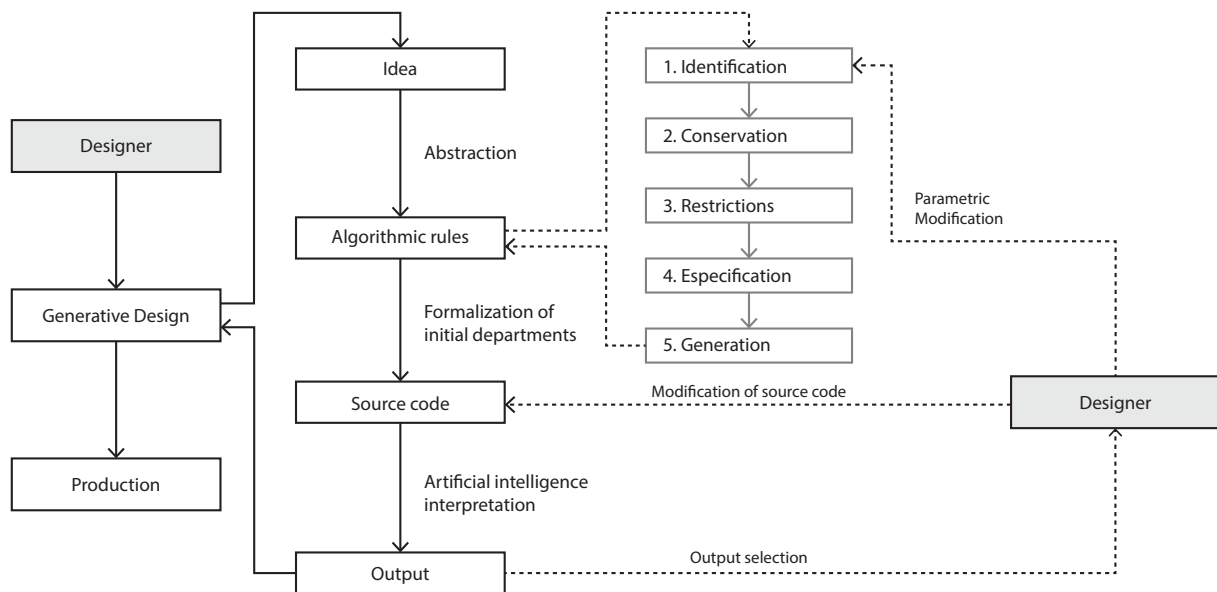 Designer
Generative Design
Production
Idea
Abstraction
Algorithmic rules
Formalization of
initial departments
Source code
Artificial intelligence
interpretation
Output
1. Identification
2. Conservation
3. Restrictions
4. Especification
5. Generation
Parametric
Modification
Modification of source code
Designer
Output selection